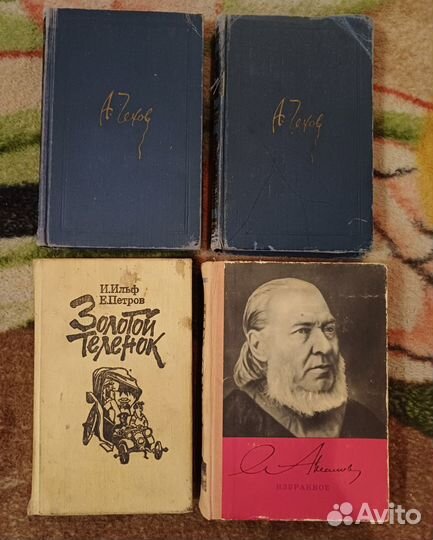 А. Чехов
А. Чехов
И. Ильф
Е. Петров
Золотой
теленок
С. Аксаков
ИЗБРАННОЕ
Avito